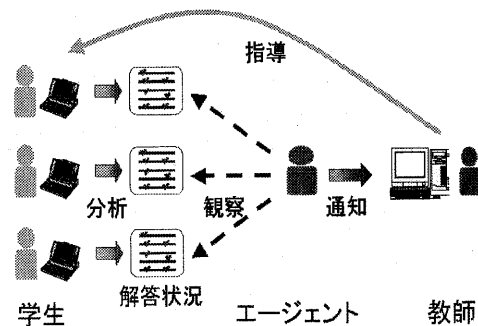 指導
分析
観察
通知
解答状況
学生
エージェント
教師